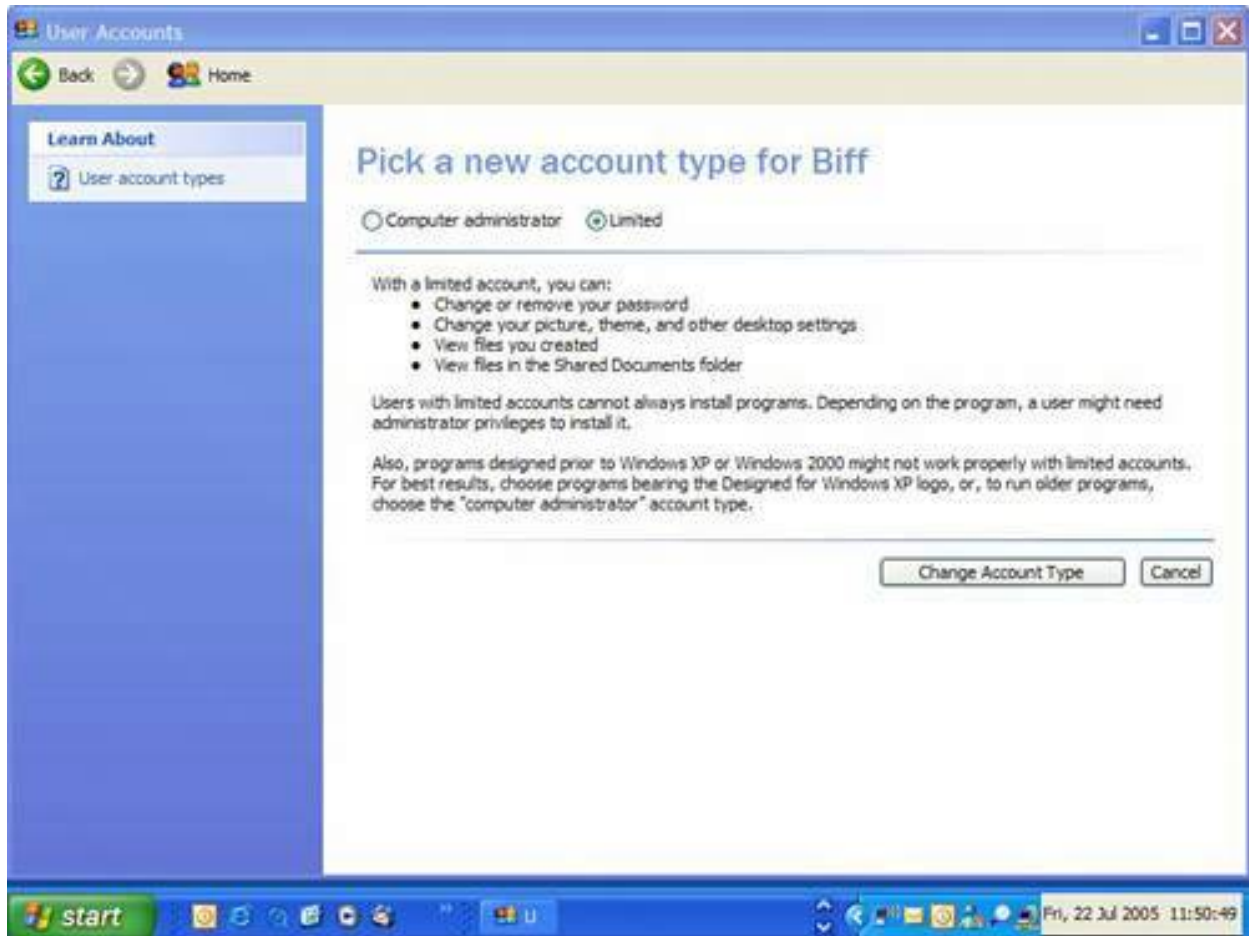 User Accounts
Back Home
Learn About
User account types
Pick a new account type for Biff
Computer administrator Limited
With a limited account, you can:
Change or remove your password
Change your picture, theme, and other desktop settings
View files you created
View files in the Shared Documents folder
Users with limited accounts cannot always install programs. Depending on the program, a user might need
administrator privileges to install it.
Also, programs designed prior to Windows XP or Windows 2000 might not work properly with limited accounts.
For best results, choose programs bearing the Designed for Windows XP logo, or, to run older programs,
choose the "computer administrator" account type.
Change Account Type Cancel
start U Fri, 22 Jul 2005 11:50:49